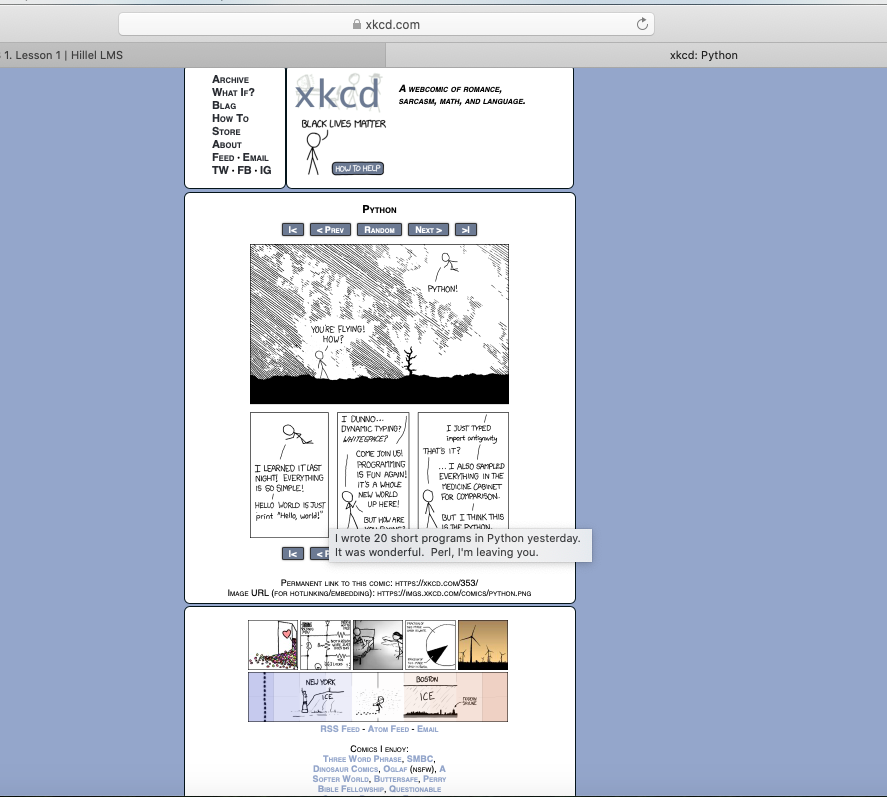 xkcd.com
1. Lesson 1 | Hillel LMS
xkcd: Python
Archive
What If?
Blag
How To
Store
About
Feed · Email
TW · FB · IG
xkcd
A webcomic of romance,
sarcasm, math, and language.
BLACK LIVES MATTER
HOW TO HELP
Python
|<
< Prev
Random
Next >
>|
PYTHON!
YOU'RE FLYING!
HOW?
I LEARNED IT LAST
NIGHT! EVERYTHING
IS SO SIMPLE!
HELLO WORLD IS JUST
print "Hello, world!"
I DUNNO...
DYNAMIC TYPING?
WHITESPACE?
COME JOIN US!
PROGRAMMING
IS FUN AGAIN!
IT'S A WHOLE
NEW WORLD
UP HERE!
BUT HOW ARE
YOU FLYING?
I JUST TYPED
import antigravity
THAT'S IT?
... I ALSO SAMPLED
EVERYTHING IN THE
MEDICINE CABINET
FOR COMPARISON.
BUT I THINK THIS
IS THE PYTHON.
I wrote 20 short programs in Python yesterday.
It was wonderful. Perl, I'm leaving you.
|<
Permanent link to this comic: https://xkcd.com/353/
Image URL (for hotlinking/embedding): https://imgs.xkcd.com/comics/python.png
NEW YORK
ICE
BOSTON
ICE
RSS Feed - Atom Feed - Email
Comics I enjoy:
Three Word Phrase, SMBC,
Dinosaur Comics, Oglaf (nsfw), A
Softer World, Buttersafe, Perry
Bible Fellowship, Questionable